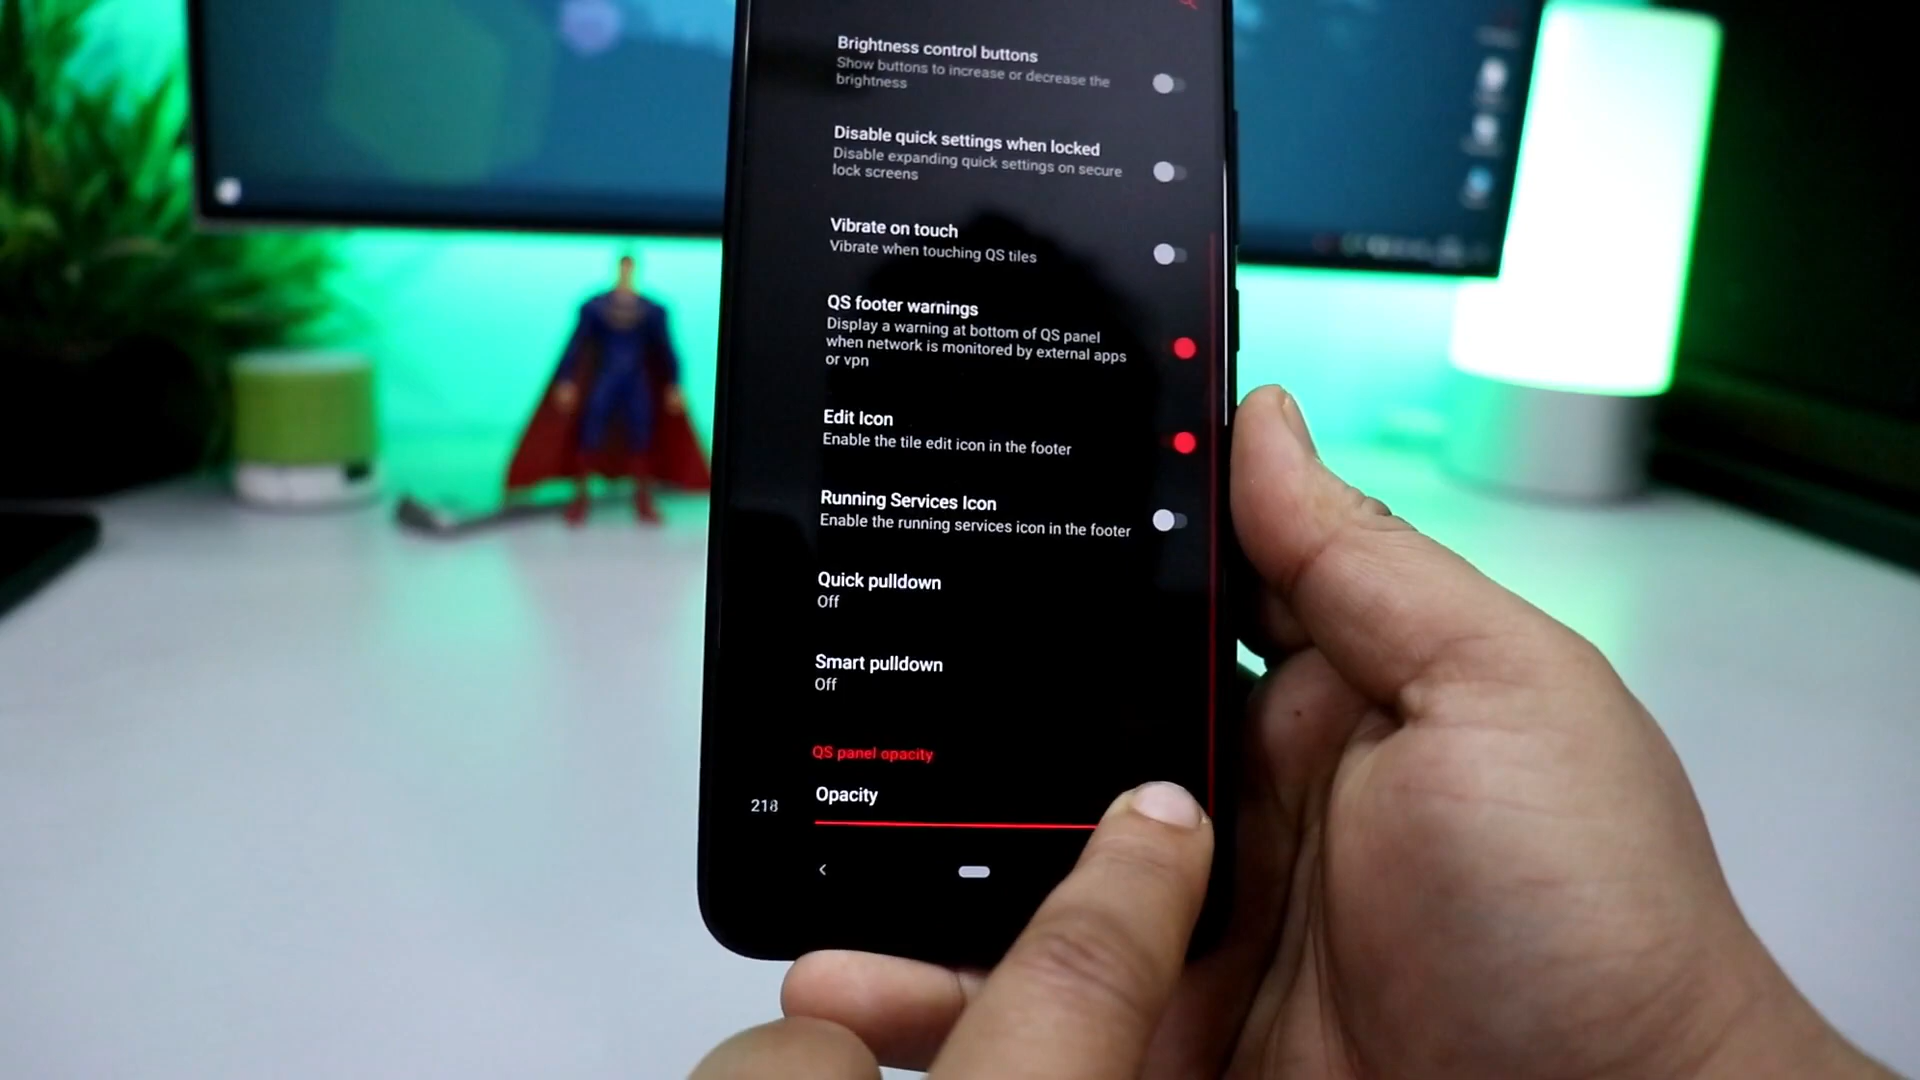 Brightness control buttons
Show buttons to increase or decrease the
brightness
Disable quick settings when locked
Disable expanding quick settings on secure
lock screens
Vibrate on touch
Vibrate when touching QS tiles
QS footer warnings
Display a warning at bottom of QS panel
when network is monitored by external apps
or vpn
Edit Icon
Enable the tile edit icon in the footer
Running Services Icon
Enable the running services icon in the footer
Quick pulldown
Off
Smart pulldown
Off
QS panel opacity
218
Opacity